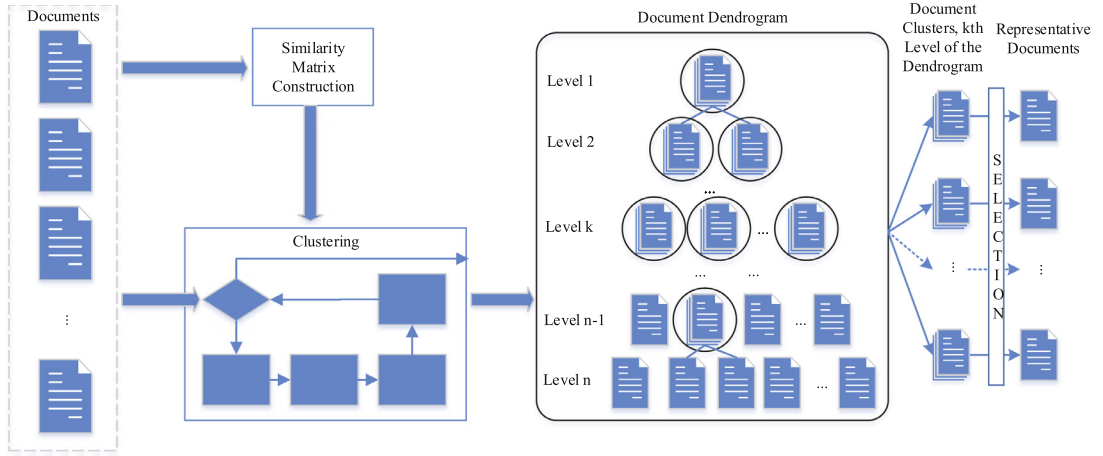 Documents
⋮
Similarity
Matrix
Construction
Clustering
Document Dendrogram
Level 1
Level 2
...
Level k
...
... ...
Level n-1
...
Level n
...
Document
Clusters, kth
Level of the
Dendrogram
Representative
Documents
SELECTION
⋮
⋮